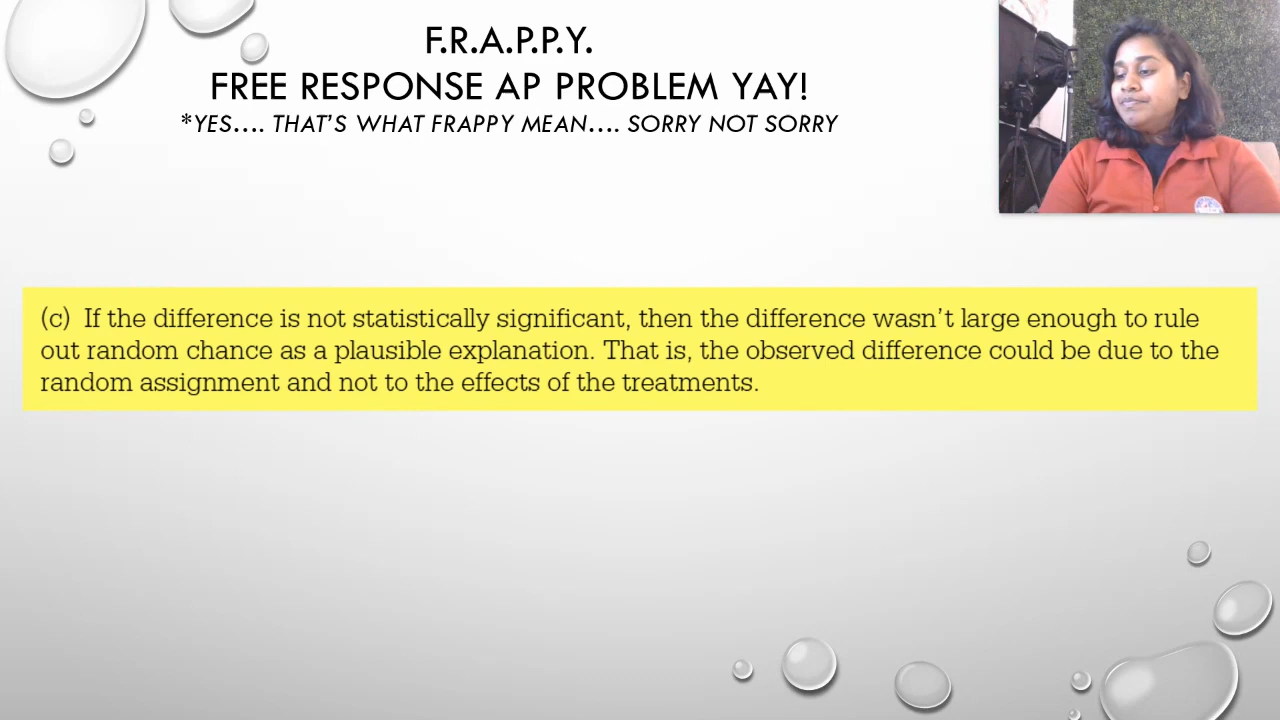 F.R.A.P.P.Y.
FREE RESPONSE AP PROBLEM YAY!
*YES.... THAT'S WHAT FRAPPY MEAN.... SORRY NOT SORRY
(c) If the difference is not statistically significant, then the difference wasn't large enough to rule
out random chance as a plausible explanation. That is, the observed difference could be due to the
random assignment and not to the effects of the treatments.